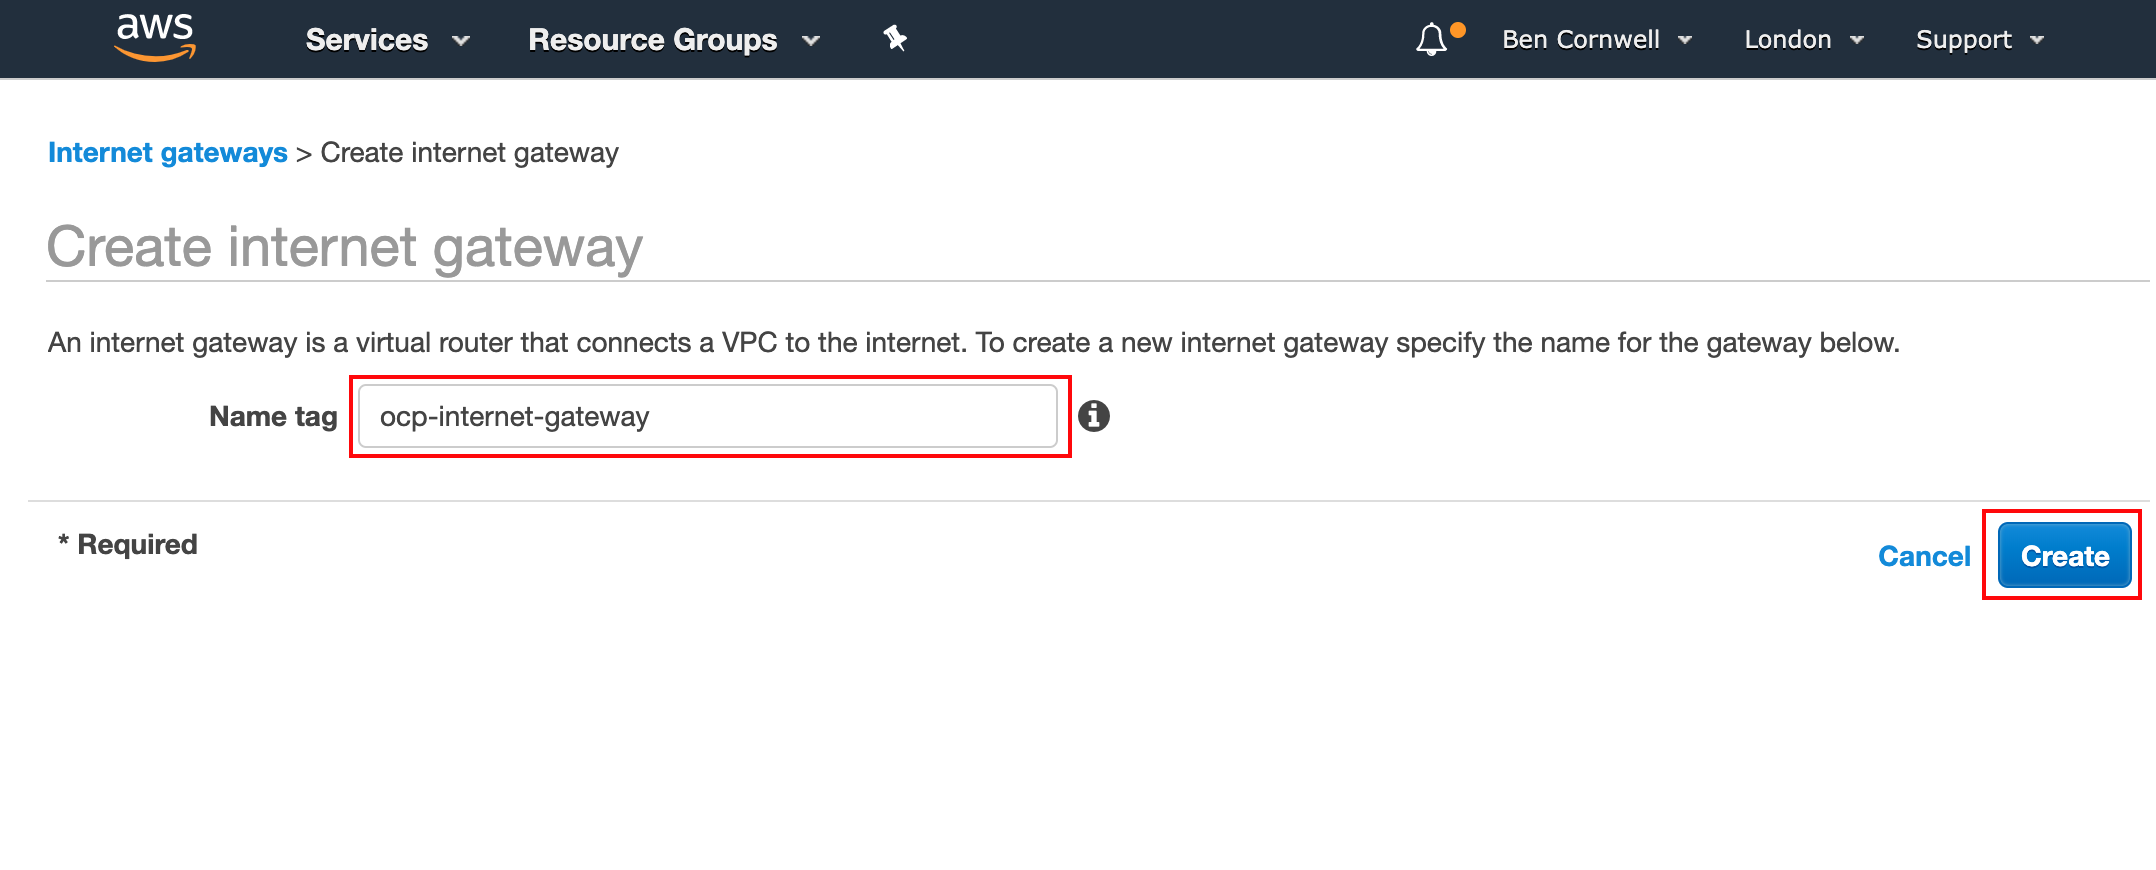 aws Services Resource Groups Ben Cornwell London Support
Internet gateways > Create internet gateway
Create internet gateway
An internet gateway is a virtual router that connects a VPC to the internet. To create a new internet gateway specify the name for the gateway below.
Name tag ocp-internet-gateway
* Required
Cancel Create